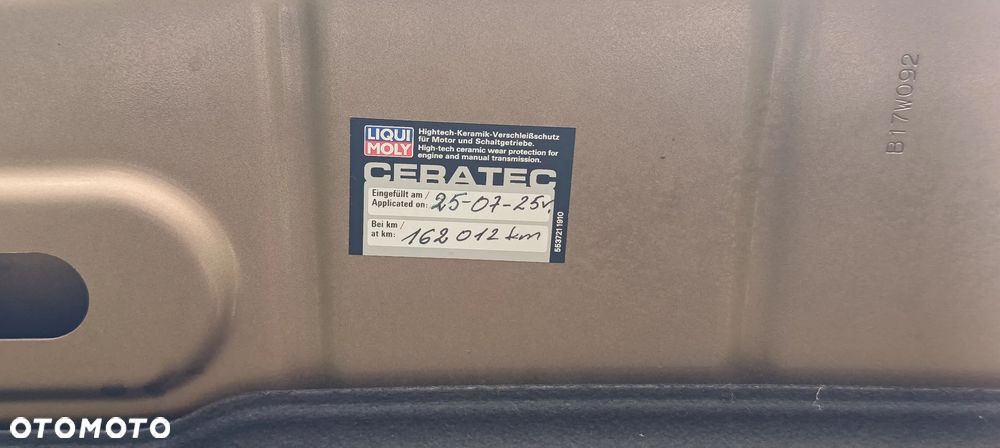 B17W092
LIQUI
MOLY
Hightech-Keramik-Verschleißschutz
für Motor und Schaltgetriebe.
High-tech ceramic wear protection for
engine and manual transmission.
CERATEC
Eingefüllt am /
Applicated on: 25-07-25r.
Bei km /
at km: 162 012 km
5537211910
OTOMOTO